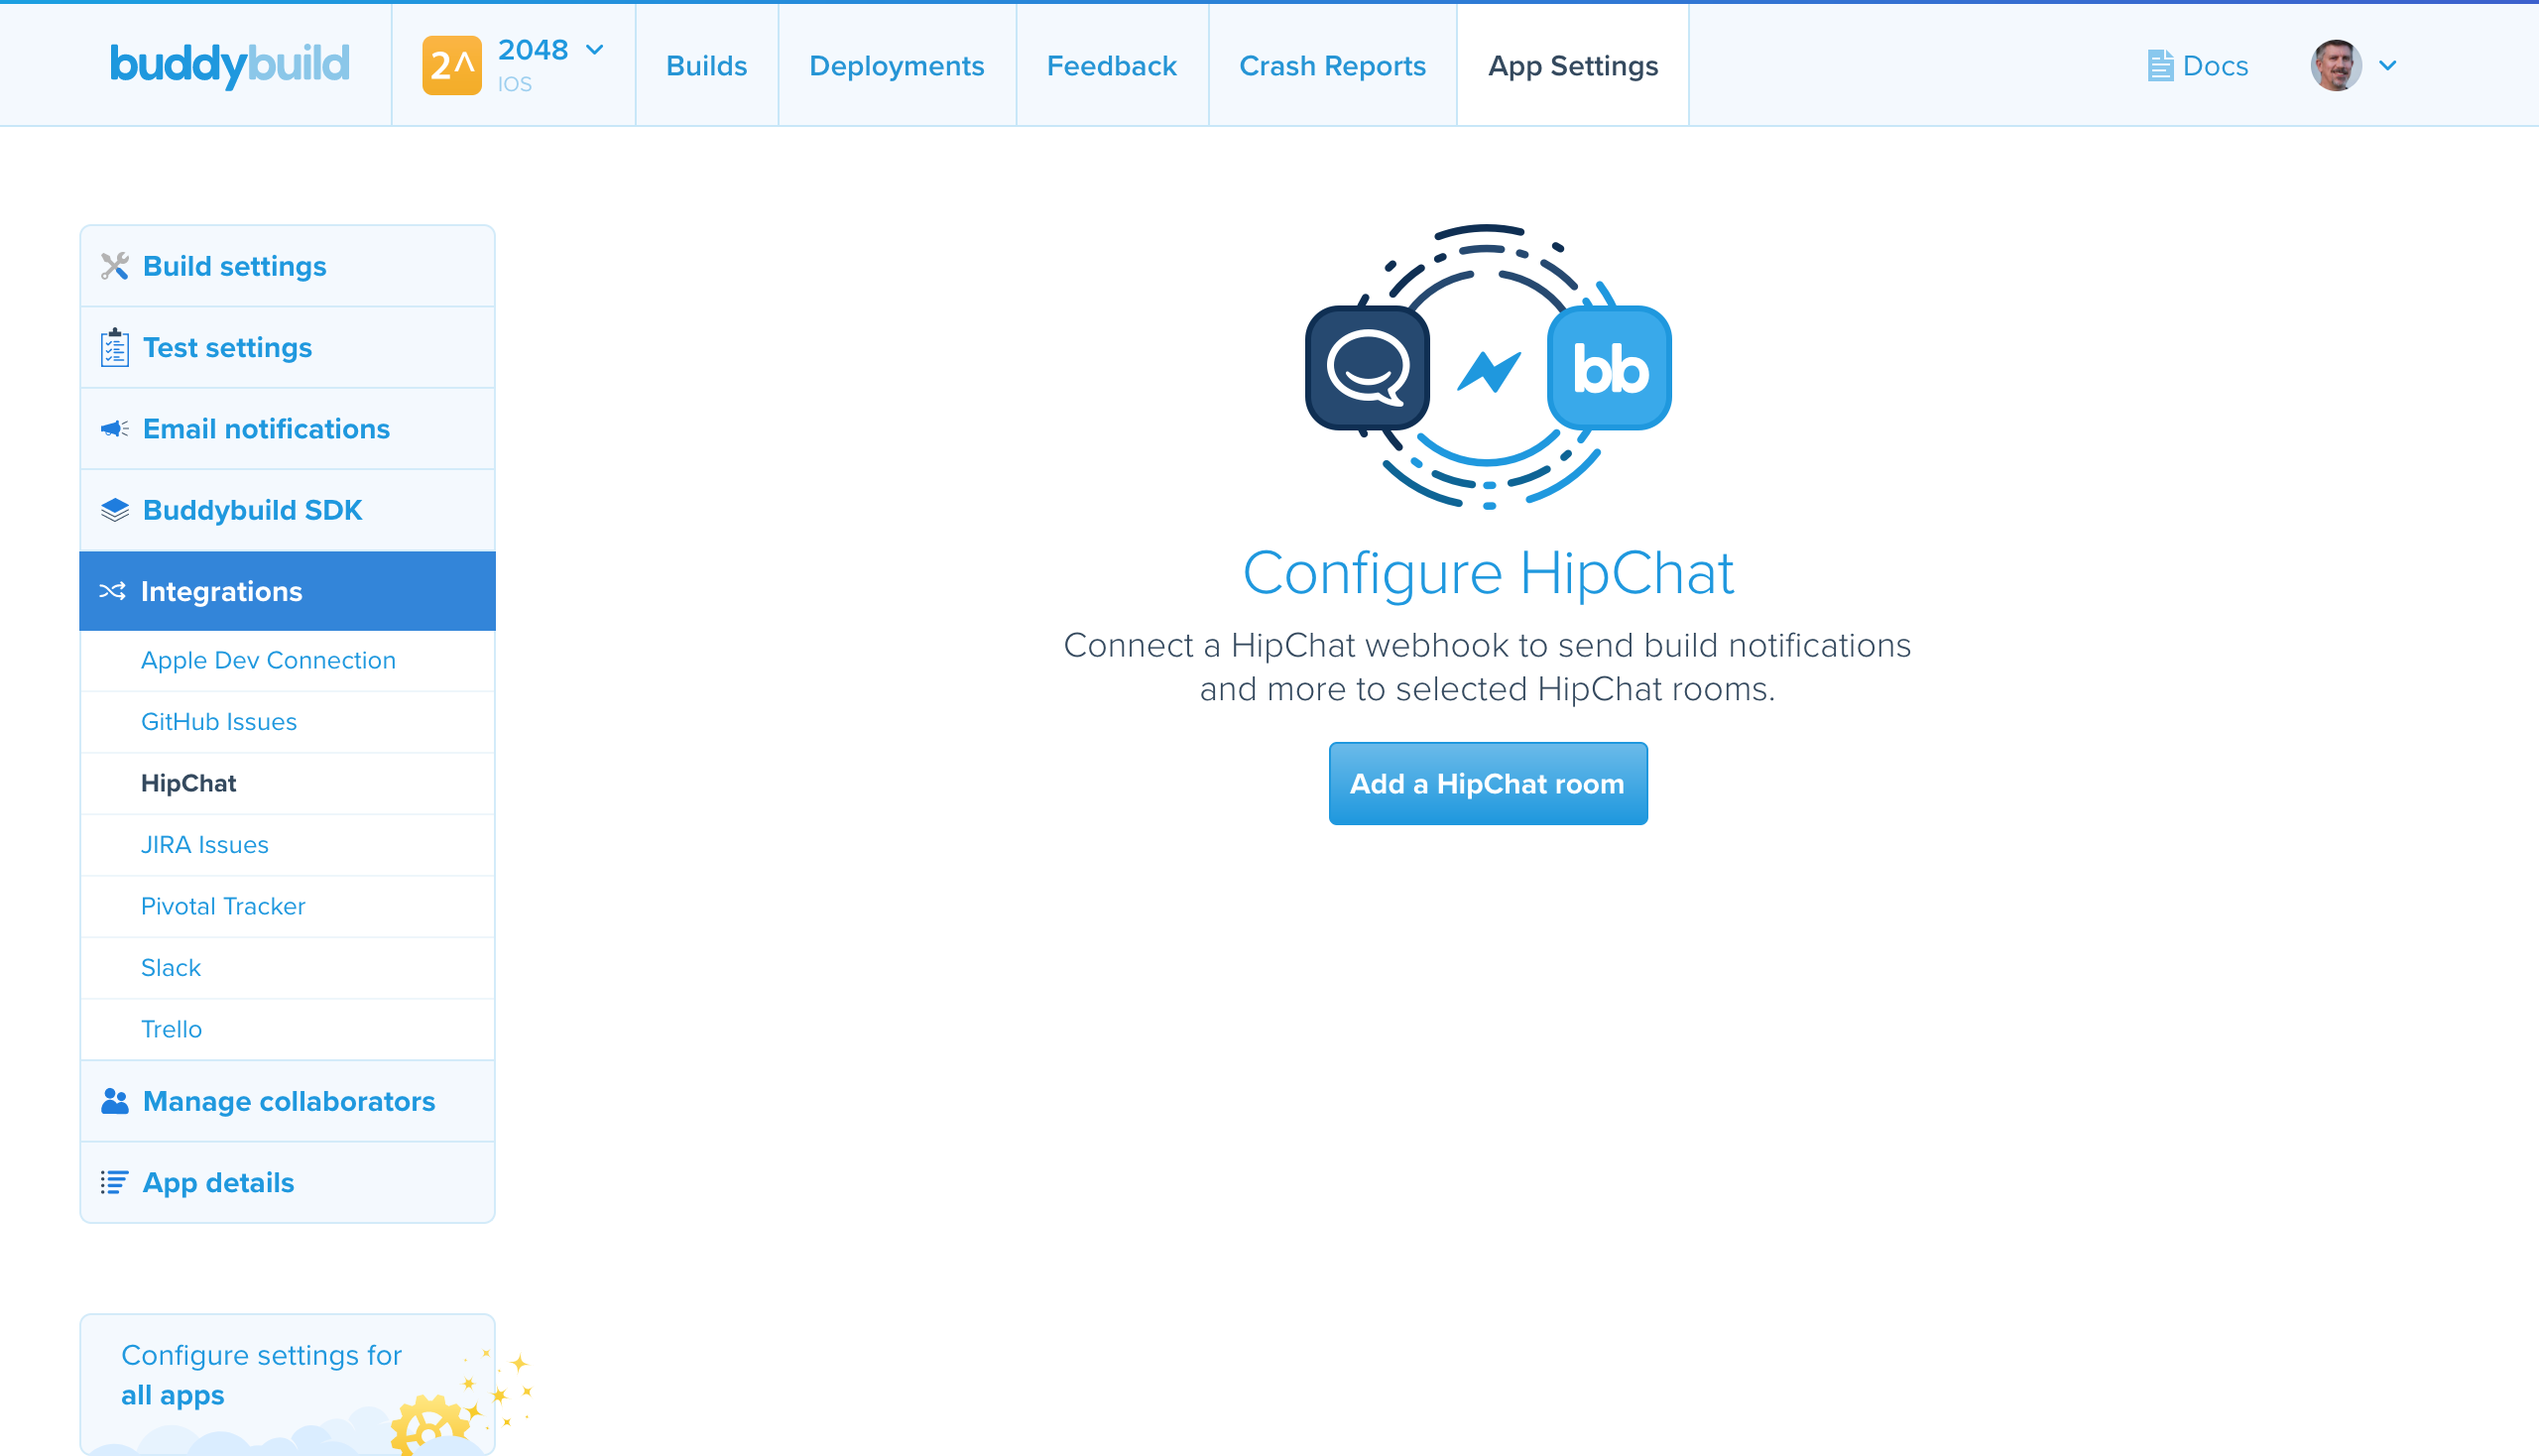 buddybuild
2^
2048
IOS
Builds
Deployments
Feedback
Crash Reports
App Settings
Docs
Build settings
Test settings
Email notifications
Buddybuild SDK
Integrations
Apple Dev Connection
GitHub Issues
HipChat
JIRA Issues
Pivotal Tracker
Slack
Trello
Manage collaborators
App details
Configure settings for
all apps
bb
Configure HipChat
Connect a HipChat webhook to send build notifications
and more to selected HipChat rooms.
Add a HipChat room